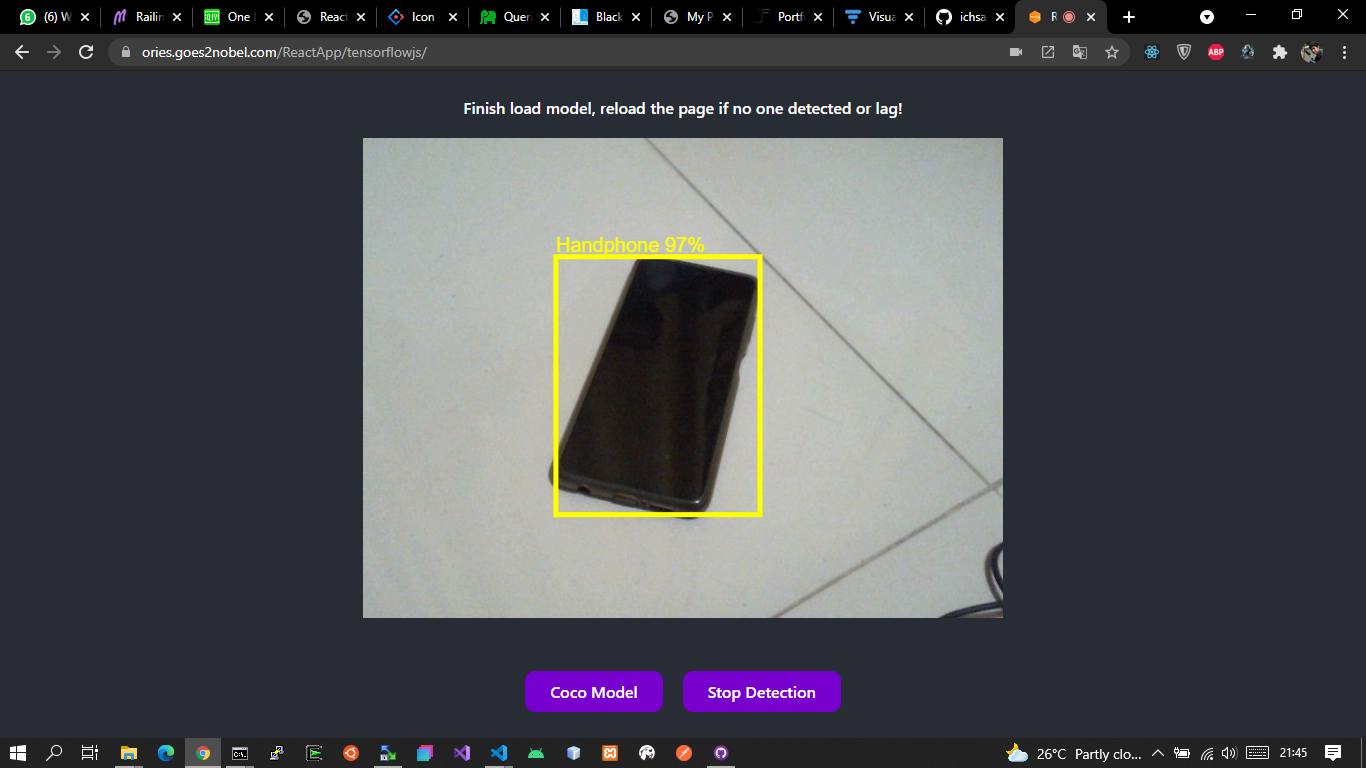 (6) W
Railin
One
React
Icon
Quer
Black
My P
Portf
Visua
ichsa
R
ories.goes2nobel.com/ReactApp/tensorflowjs/
ABP
Finish load model, reload the page if no one detected or lag!
Handphone 97%
Coco Model
Stop Detection
26°C Partly clo...
21:45